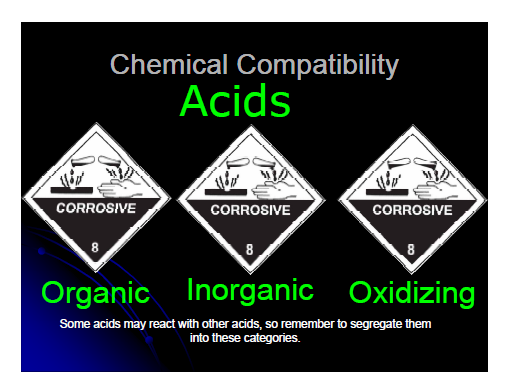 Chemical Compatibility
Acids
CORROSIVE
8
CORROSIVE
8
CORROSIVE
8
Organic
Inorganic
Oxidizing
Some acids may react with other acids, so remember to segregate them
into these categories.